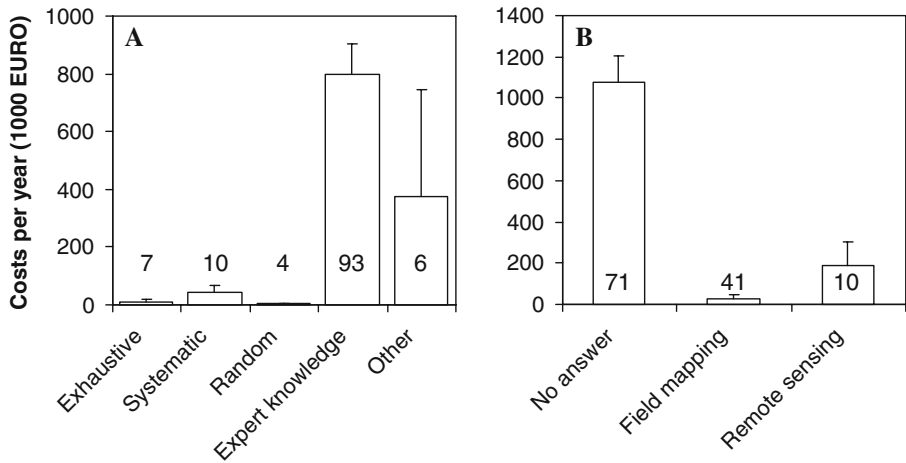 Costs per year (1000 EURO)
A
1000
800
600
400
200
0
7
10
4
93
6
Exhaustive
Systematic
Random
Expert knowledge
Other
B
1400
1200
1000
800
600
400
200
0
71
41
10
No answer
Field mapping
Remote sensing